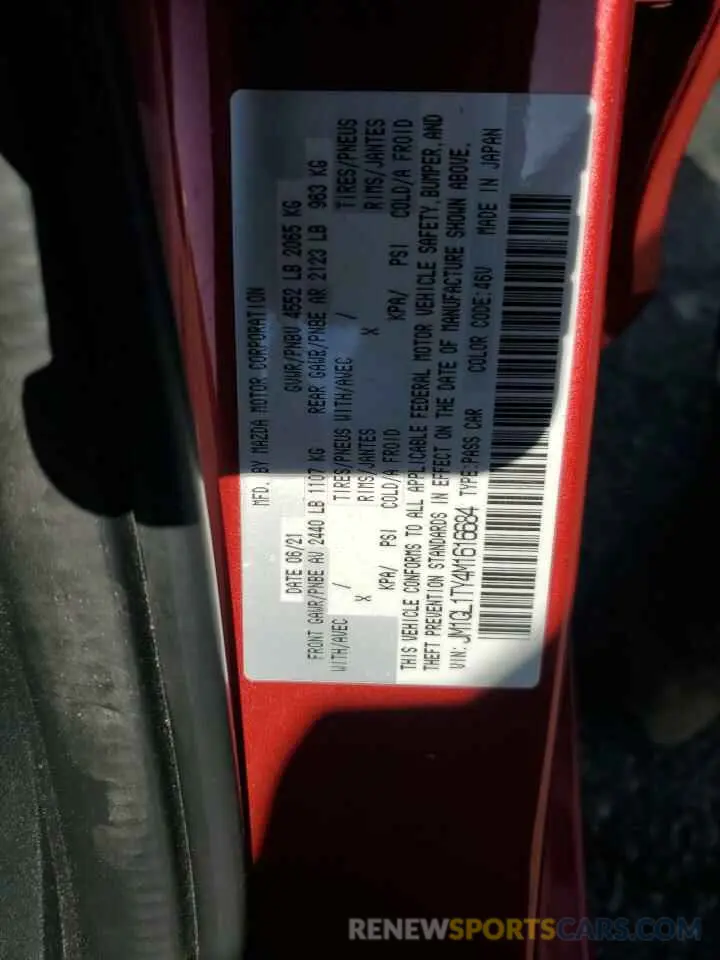 MFD. BY MAZDA MOTOR CORPORATION
DATE 06/21 GVWR/PNBV 4552 LB 2065 KG
FRONT GAWR/PNBE AV 2440 LB 1107 KG REAR GAWR/PNBE AR 2123 LB 963 KG
WITH/AVEC / TIRES/PNEUS WITH/AVEC / TIRES/PNEUS
X RIMS/JANTES X RIMS/JANTES
KPA/ PSI COLD/A FROID KPA/ PSI COLD/A FROID
THIS VEHICLE CONFORMS TO ALL APPLICABLE FEDERAL MOTOR VEHICLE SAFETY, BUMPER, AND
THEFT PREVENTION STANDARDS IN EFFECT ON THE DATE OF MANUFACTURE SHOWN ABOVE.
VIN: JM1GL1TY4M1616684 TYPE:PASS CAR COLOR CODE:46V MADE IN JAPAN
RENEWSPORTSCARS.COM